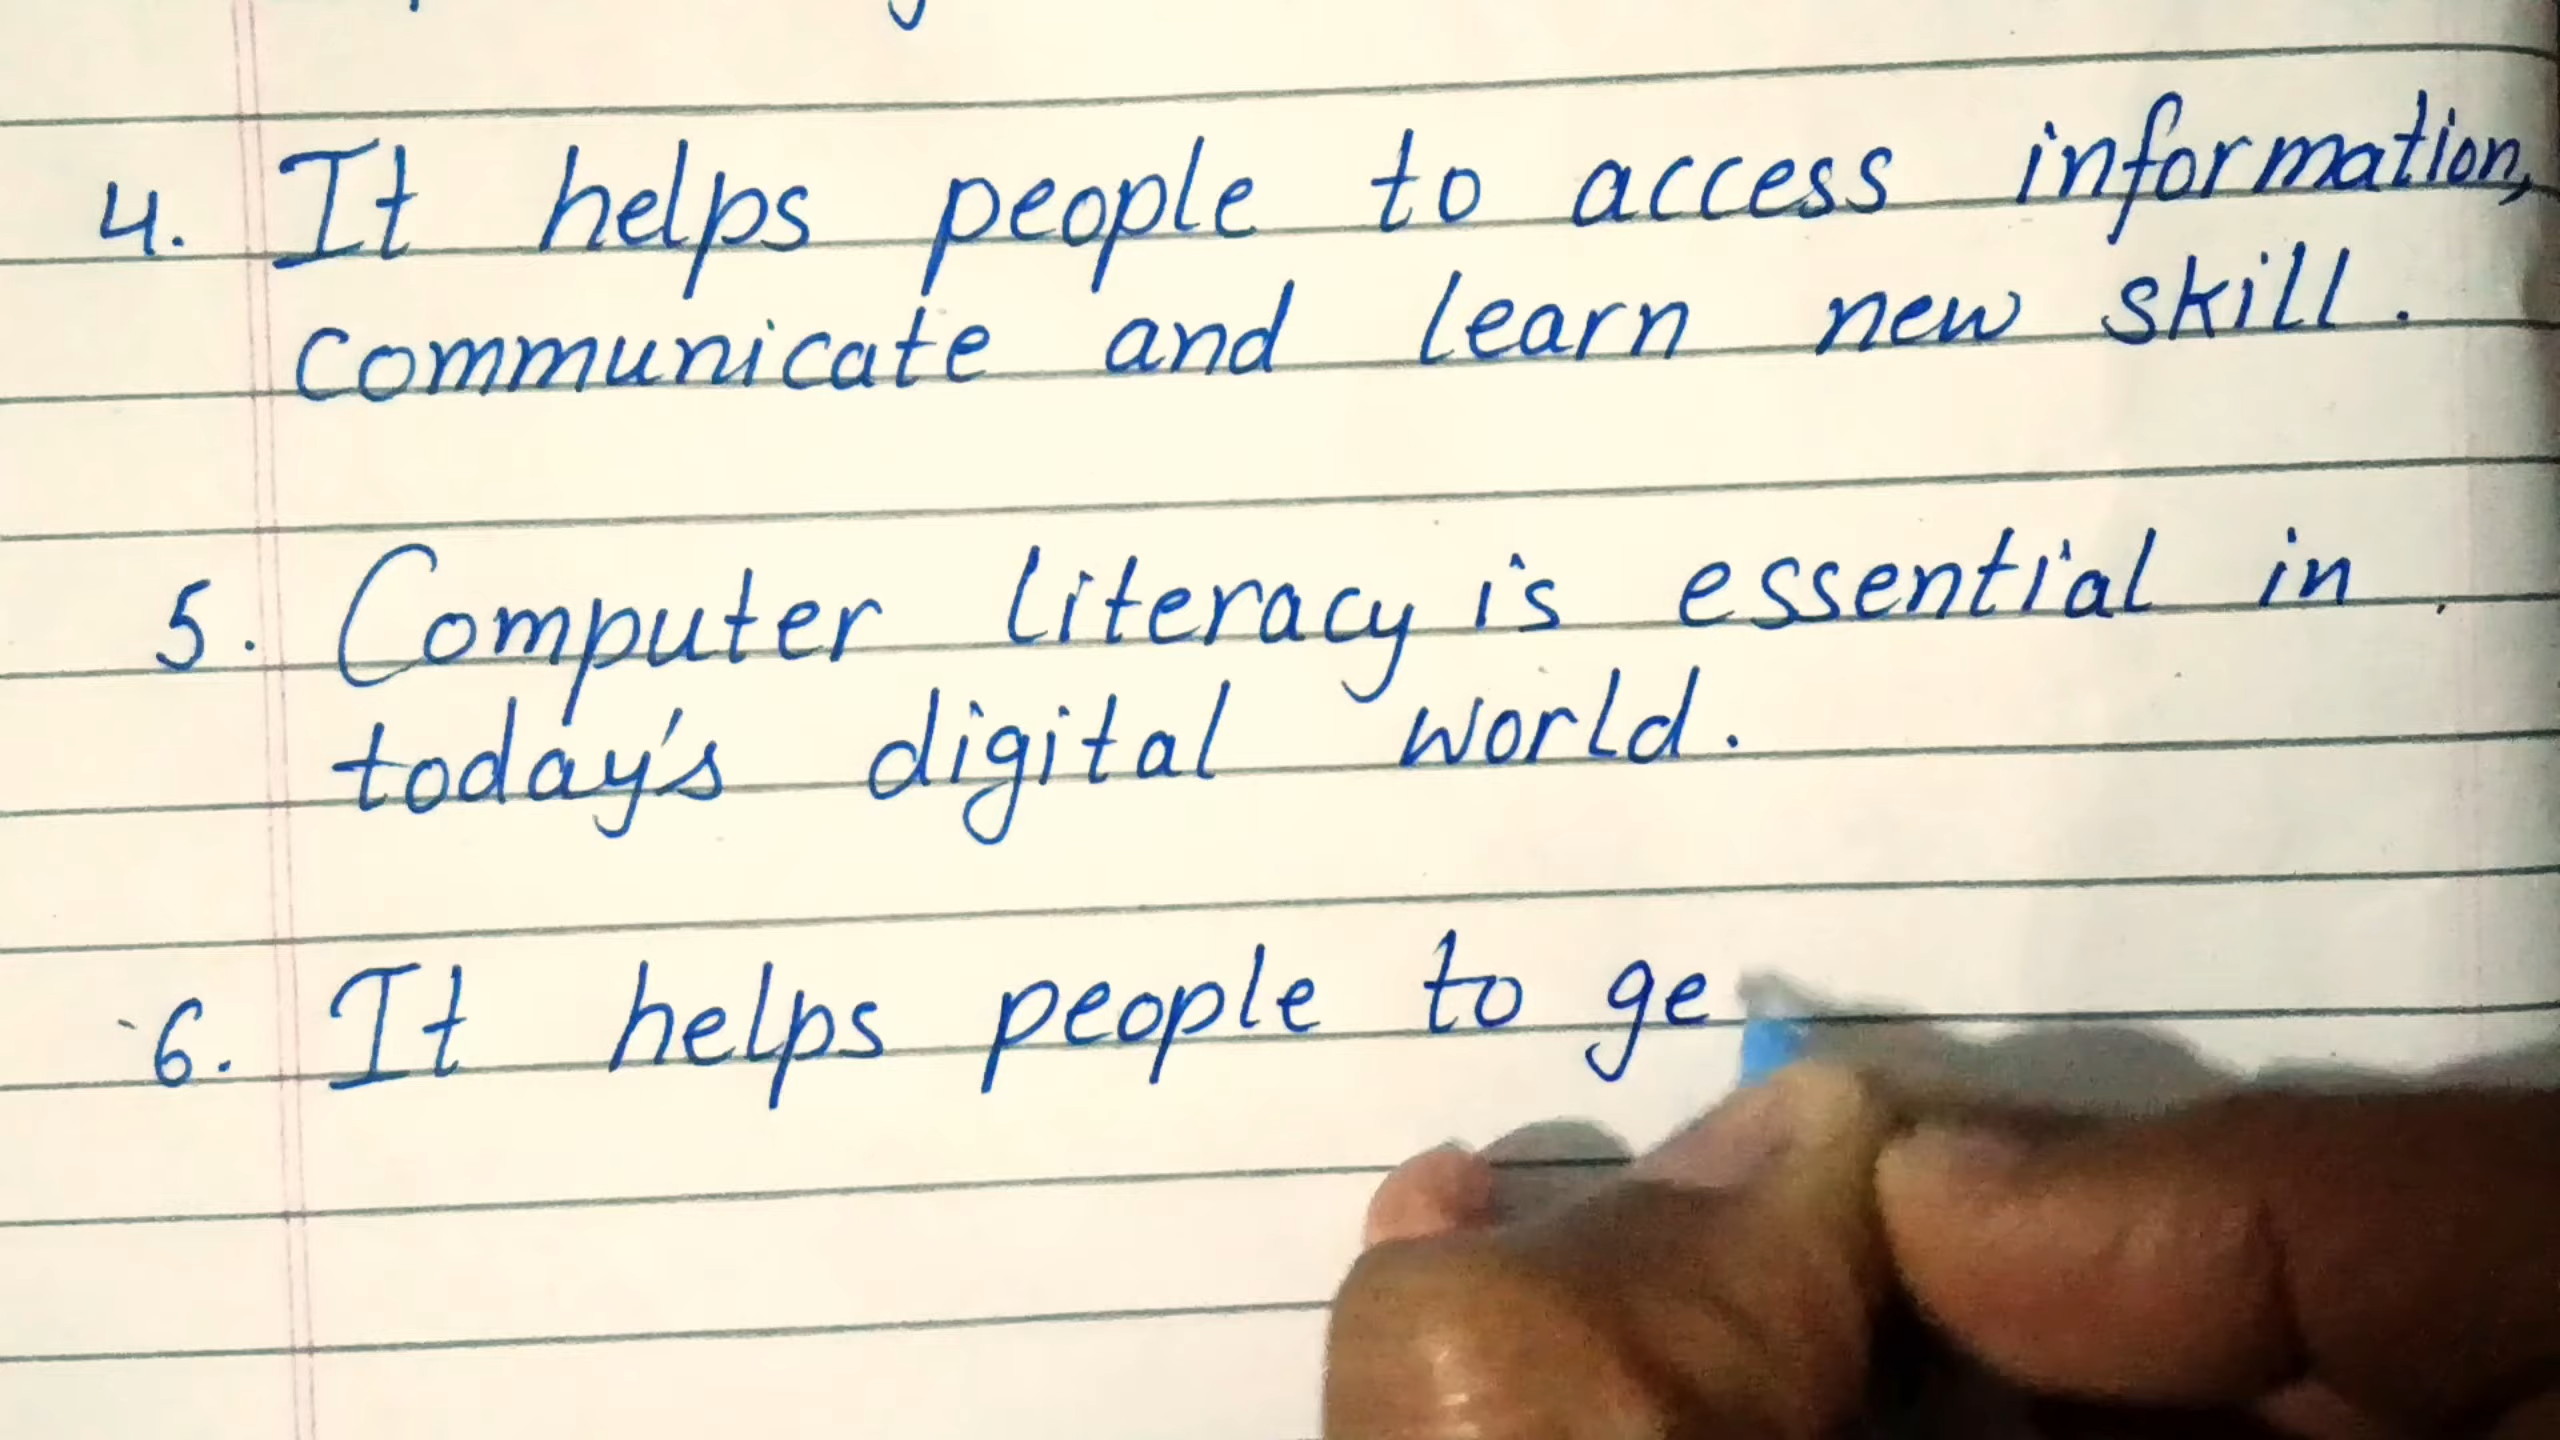 4. It helps people to access information,
communicate and learn new skill.
5. Computer literacy is essential in
today's digital world.
6. It helps people to ge